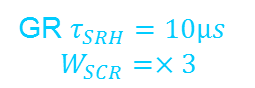 GR τ_SRH = 10µs
W_SCR =× 3